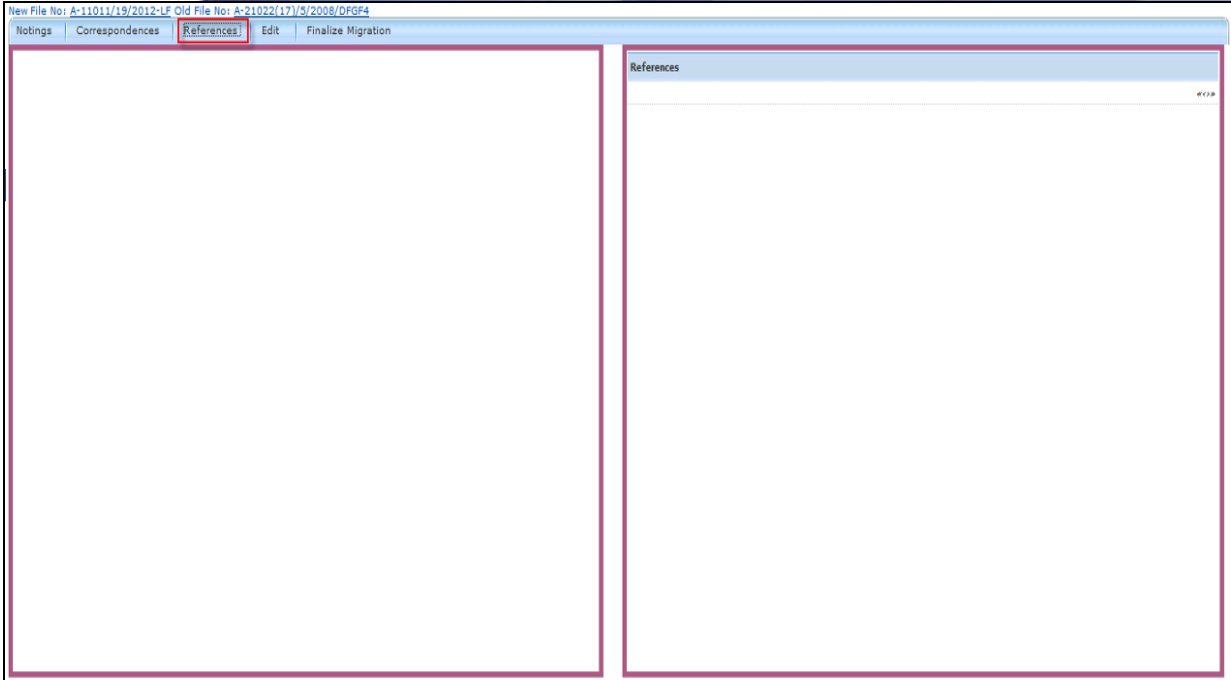 New File No: A-11011/19/2012-LF Old File No: A-21022(17)/5/2008/DFGF4
Notings Correspondences References Edit Finalize Migration
References
«‹›»